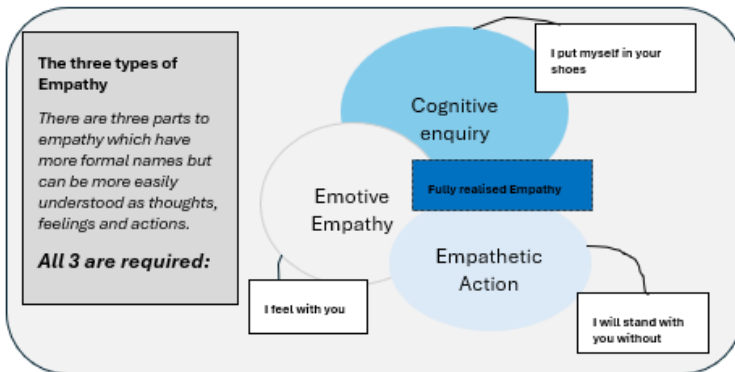 The three types of
Empathy
There are three parts to
empathy which have
more formal names but
can be more easily
understood as thoughts,
feelings and actions.
All 3 are required:
I put myself in your
shoes
Cognitive
enquiry
Fully realised Empathy
Emotive
Empathy
Empathetic
Action
I feel with you
I will stand with
you without